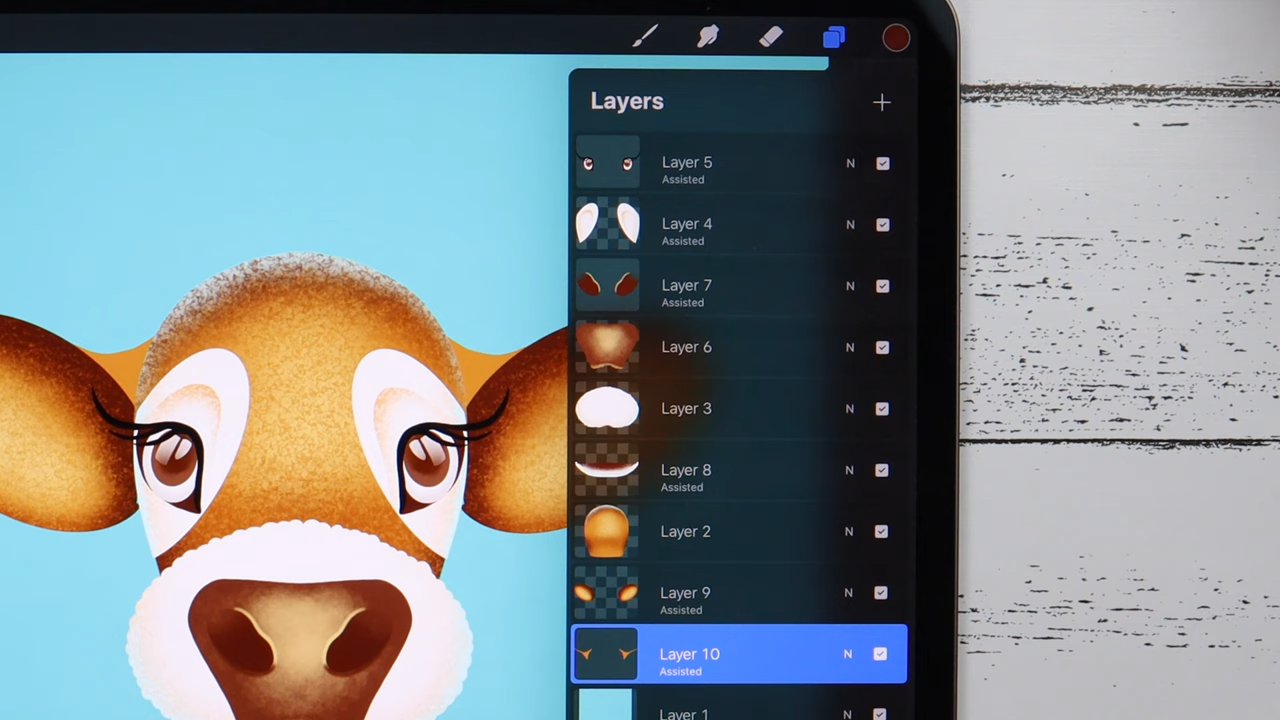 Layers
Layer 5 N
Assisted
Layer 4 N
Assisted
Layer 7 N
Assisted
Layer 6 N
Layer 3 N
Layer 8 N
Assisted
Layer 2 N
Layer 9 N
Assisted
Layer 10 N
Assisted
Layer 1 N